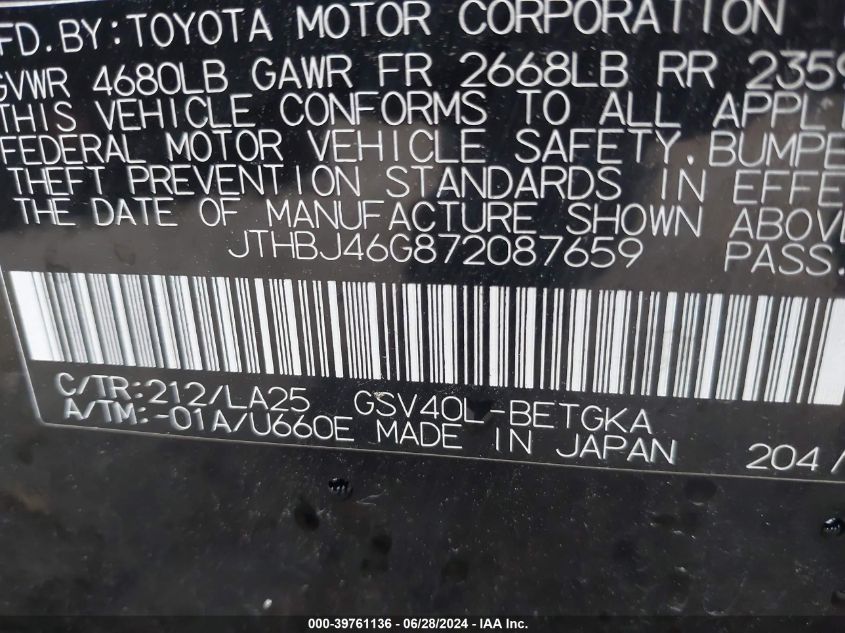 FD. BY: TOYOTA MOTOR CORPORATION
GVWR 4680LB GAWR FR 2668LB RR 2359
THIS VEHICLE CONFORMS TO ALL APPL
FEDERAL MOTOR VEHICLE SAFETY, BUMPE
THEFT PREVENTION STANDARDS IN EFFE
THE DATE OF MANUFACTURE SHOWN ABOVE
JTHBJ46G872087659 PASS.
C/TR:212/LA25 GSV40L-BETGKA
A/TM:-01A/U660E MADE IN JAPAN 204/
000-39761136 - 06/28/2024 - IAA Inc.